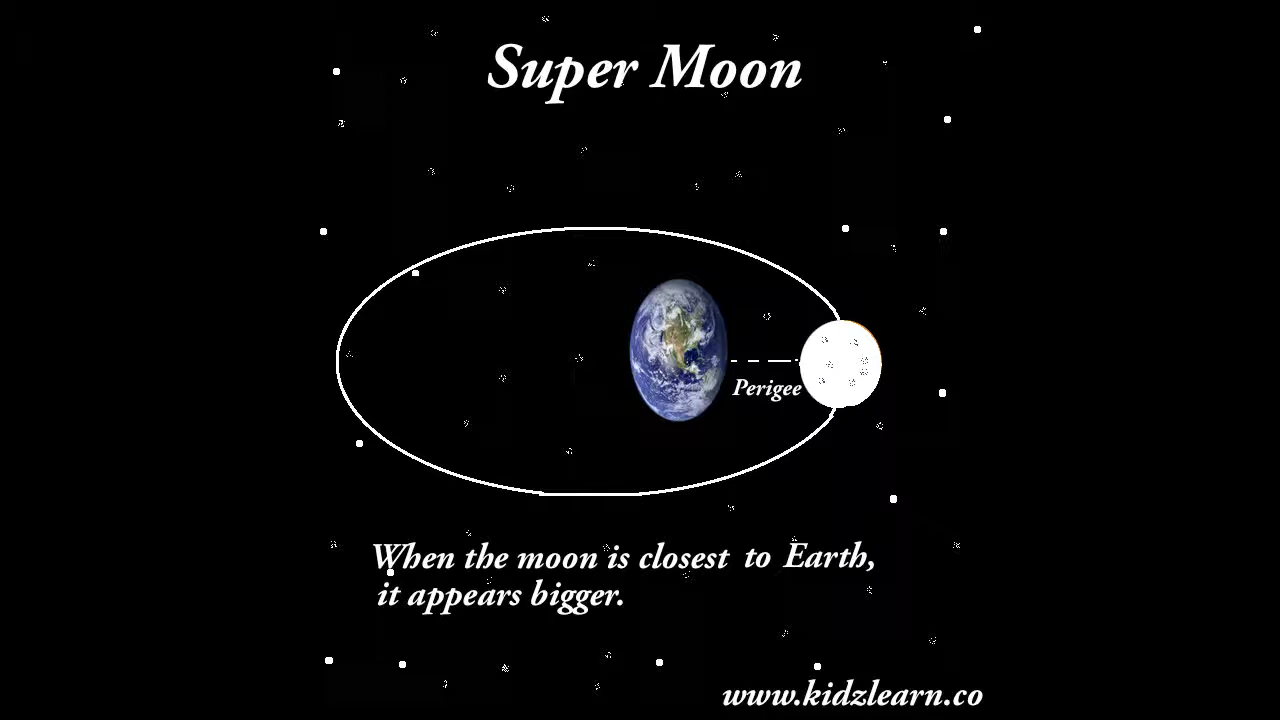 Super Moon
Perigee
When the moon is closest to Earth,
it appears bigger.
www.kidzlearn.co